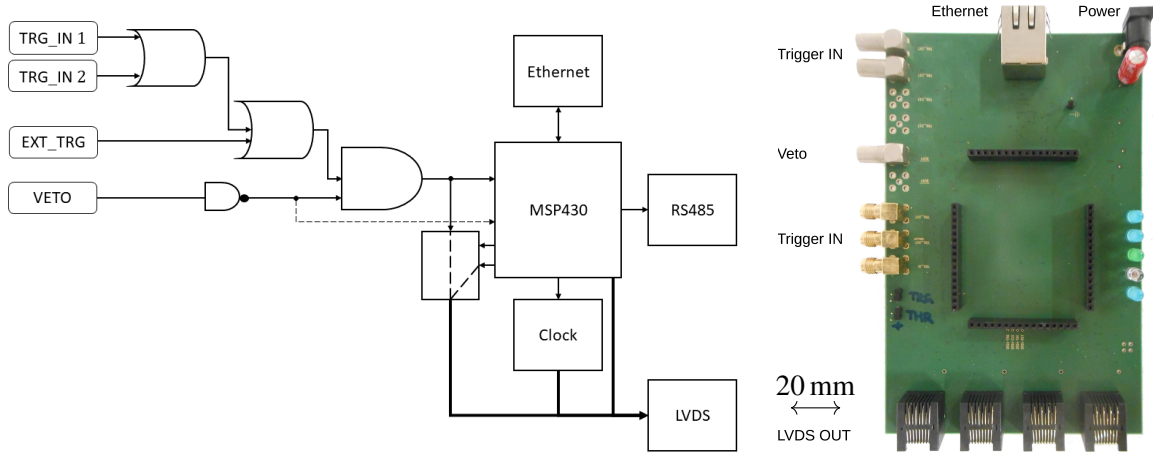 TRG_IN 1
TRG_IN 2
EXT_TRG
VETO
Ethernet
MSP430
RS485
Clock
LVDS
Ethernet
Power
Trigger IN
Veto
Trigger IN
TRG
THR
20 mm
LVDS OUT